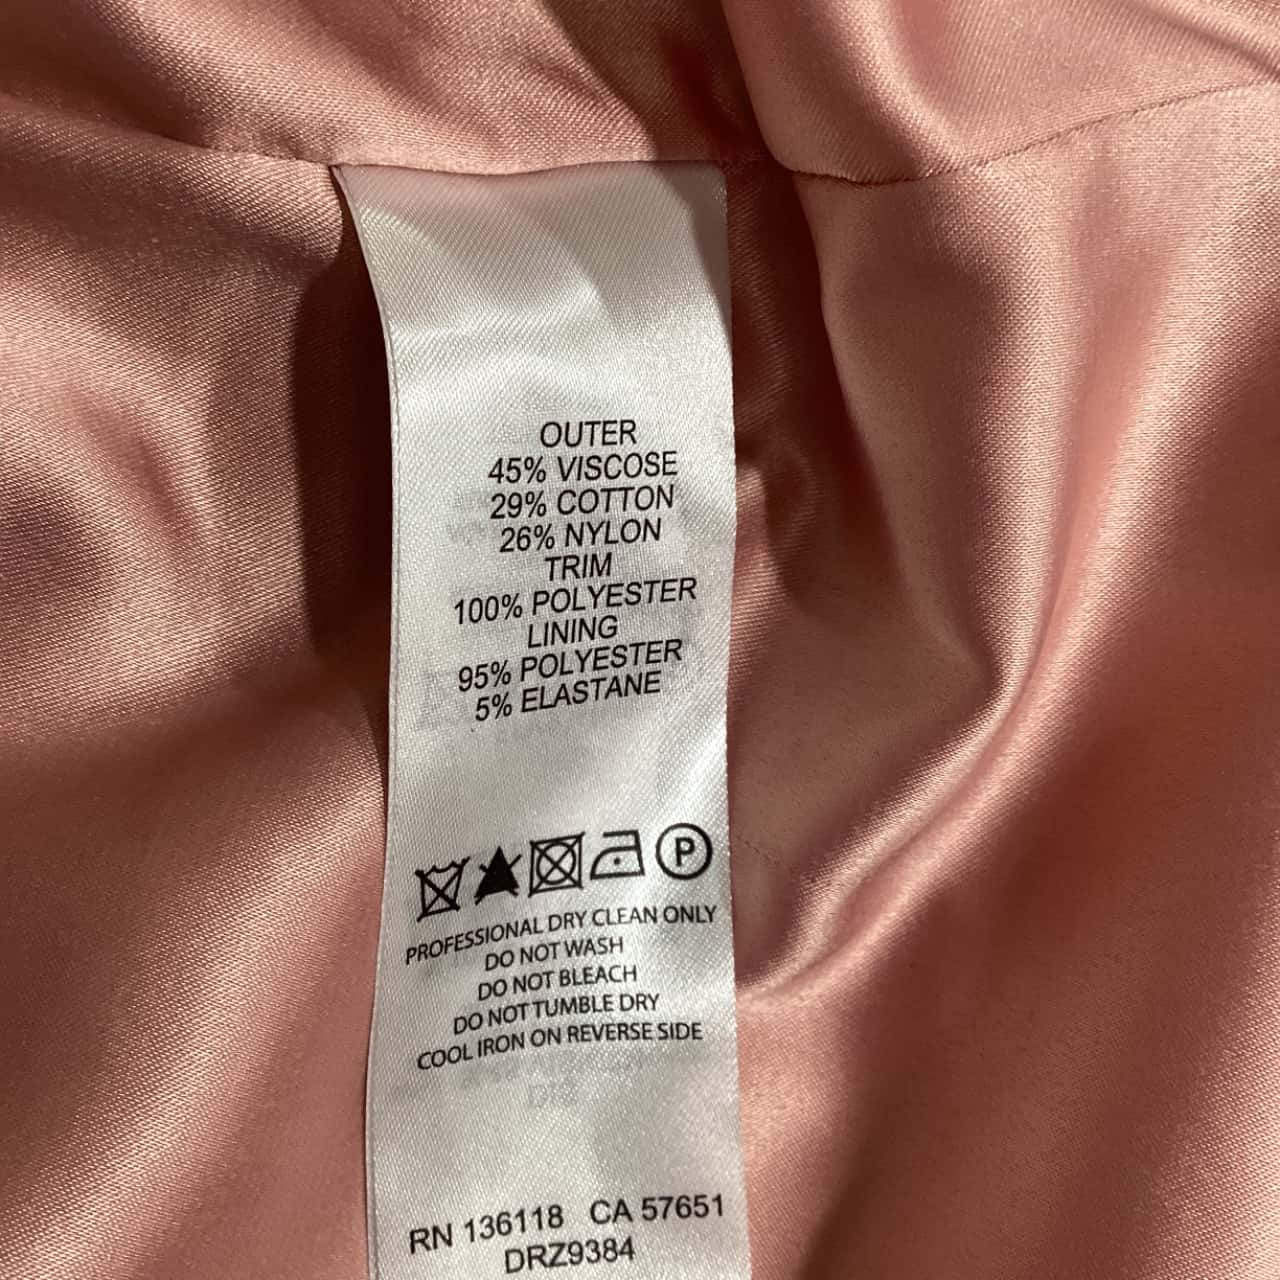 OUTER
45% VISCOSE
29% COTTON
26% NYLON
TRIM
100% POLYESTER
LINING
95% POLYESTER
5% ELASTANE
P
PROFESSIONAL DRY CLEAN ONLY
DO NOT WASH
DO NOT BLEACH
DO NOT TUMBLE DRY
COOL IRON ON REVERSE SIDE
RN 136118 CA 57651
DRZ9384